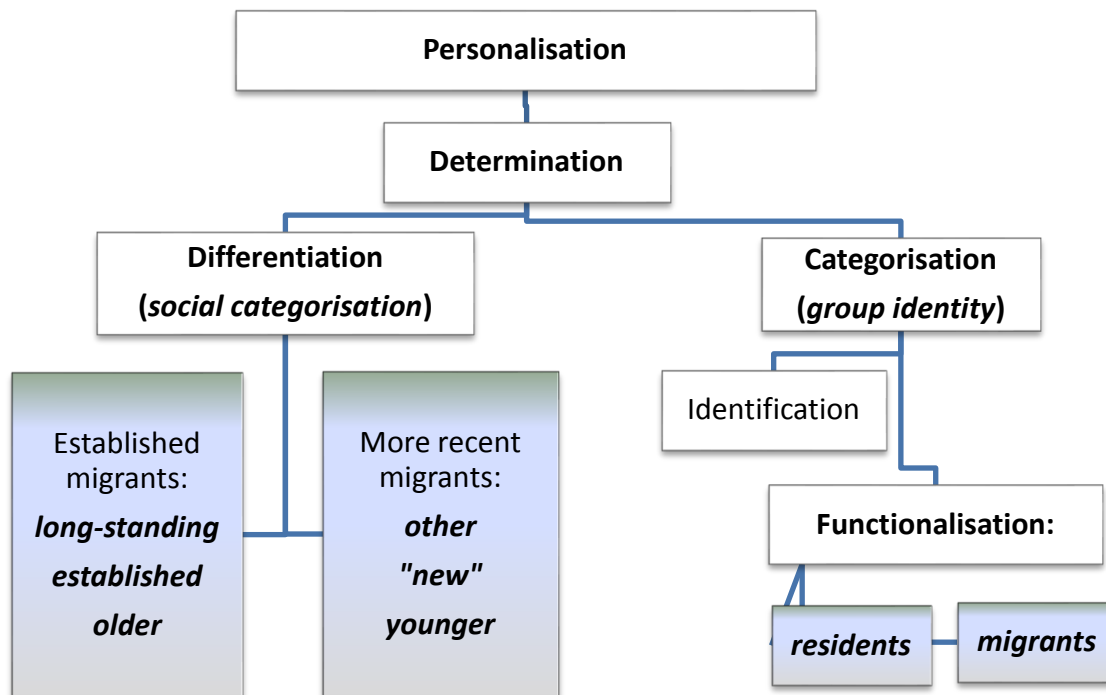 Personalisation
Determination
Differentiation
(social categorisation)
Categorisation
(group identity)
Established
migrants:
long-standing
established
older
More recent
migrants:
other
"new"
younger
Identification
Functionalisation:
residents
migrants